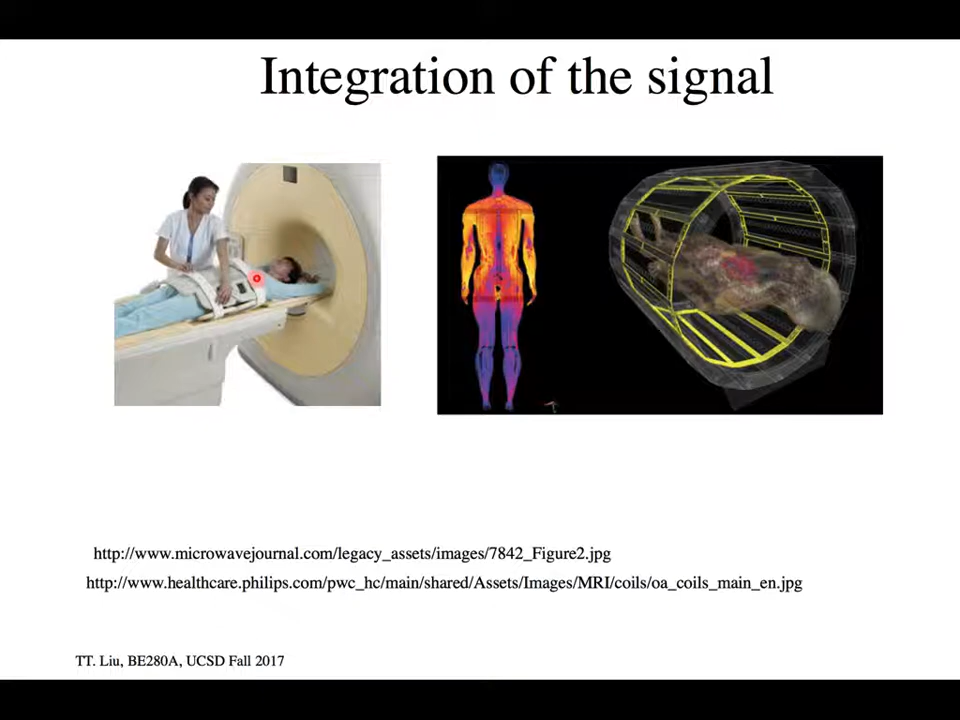 Integration of the signal
http://www.microwavejournal.com/legacy_assets/images/7842_Figure2.jpg
http://www.healthcare.philips.com/pwc_hc/main/shared/Assets/Images/MRI/coils/oa_coils_main_en.jpg
TT. Liu, BE280A, UCSD Fall 2017